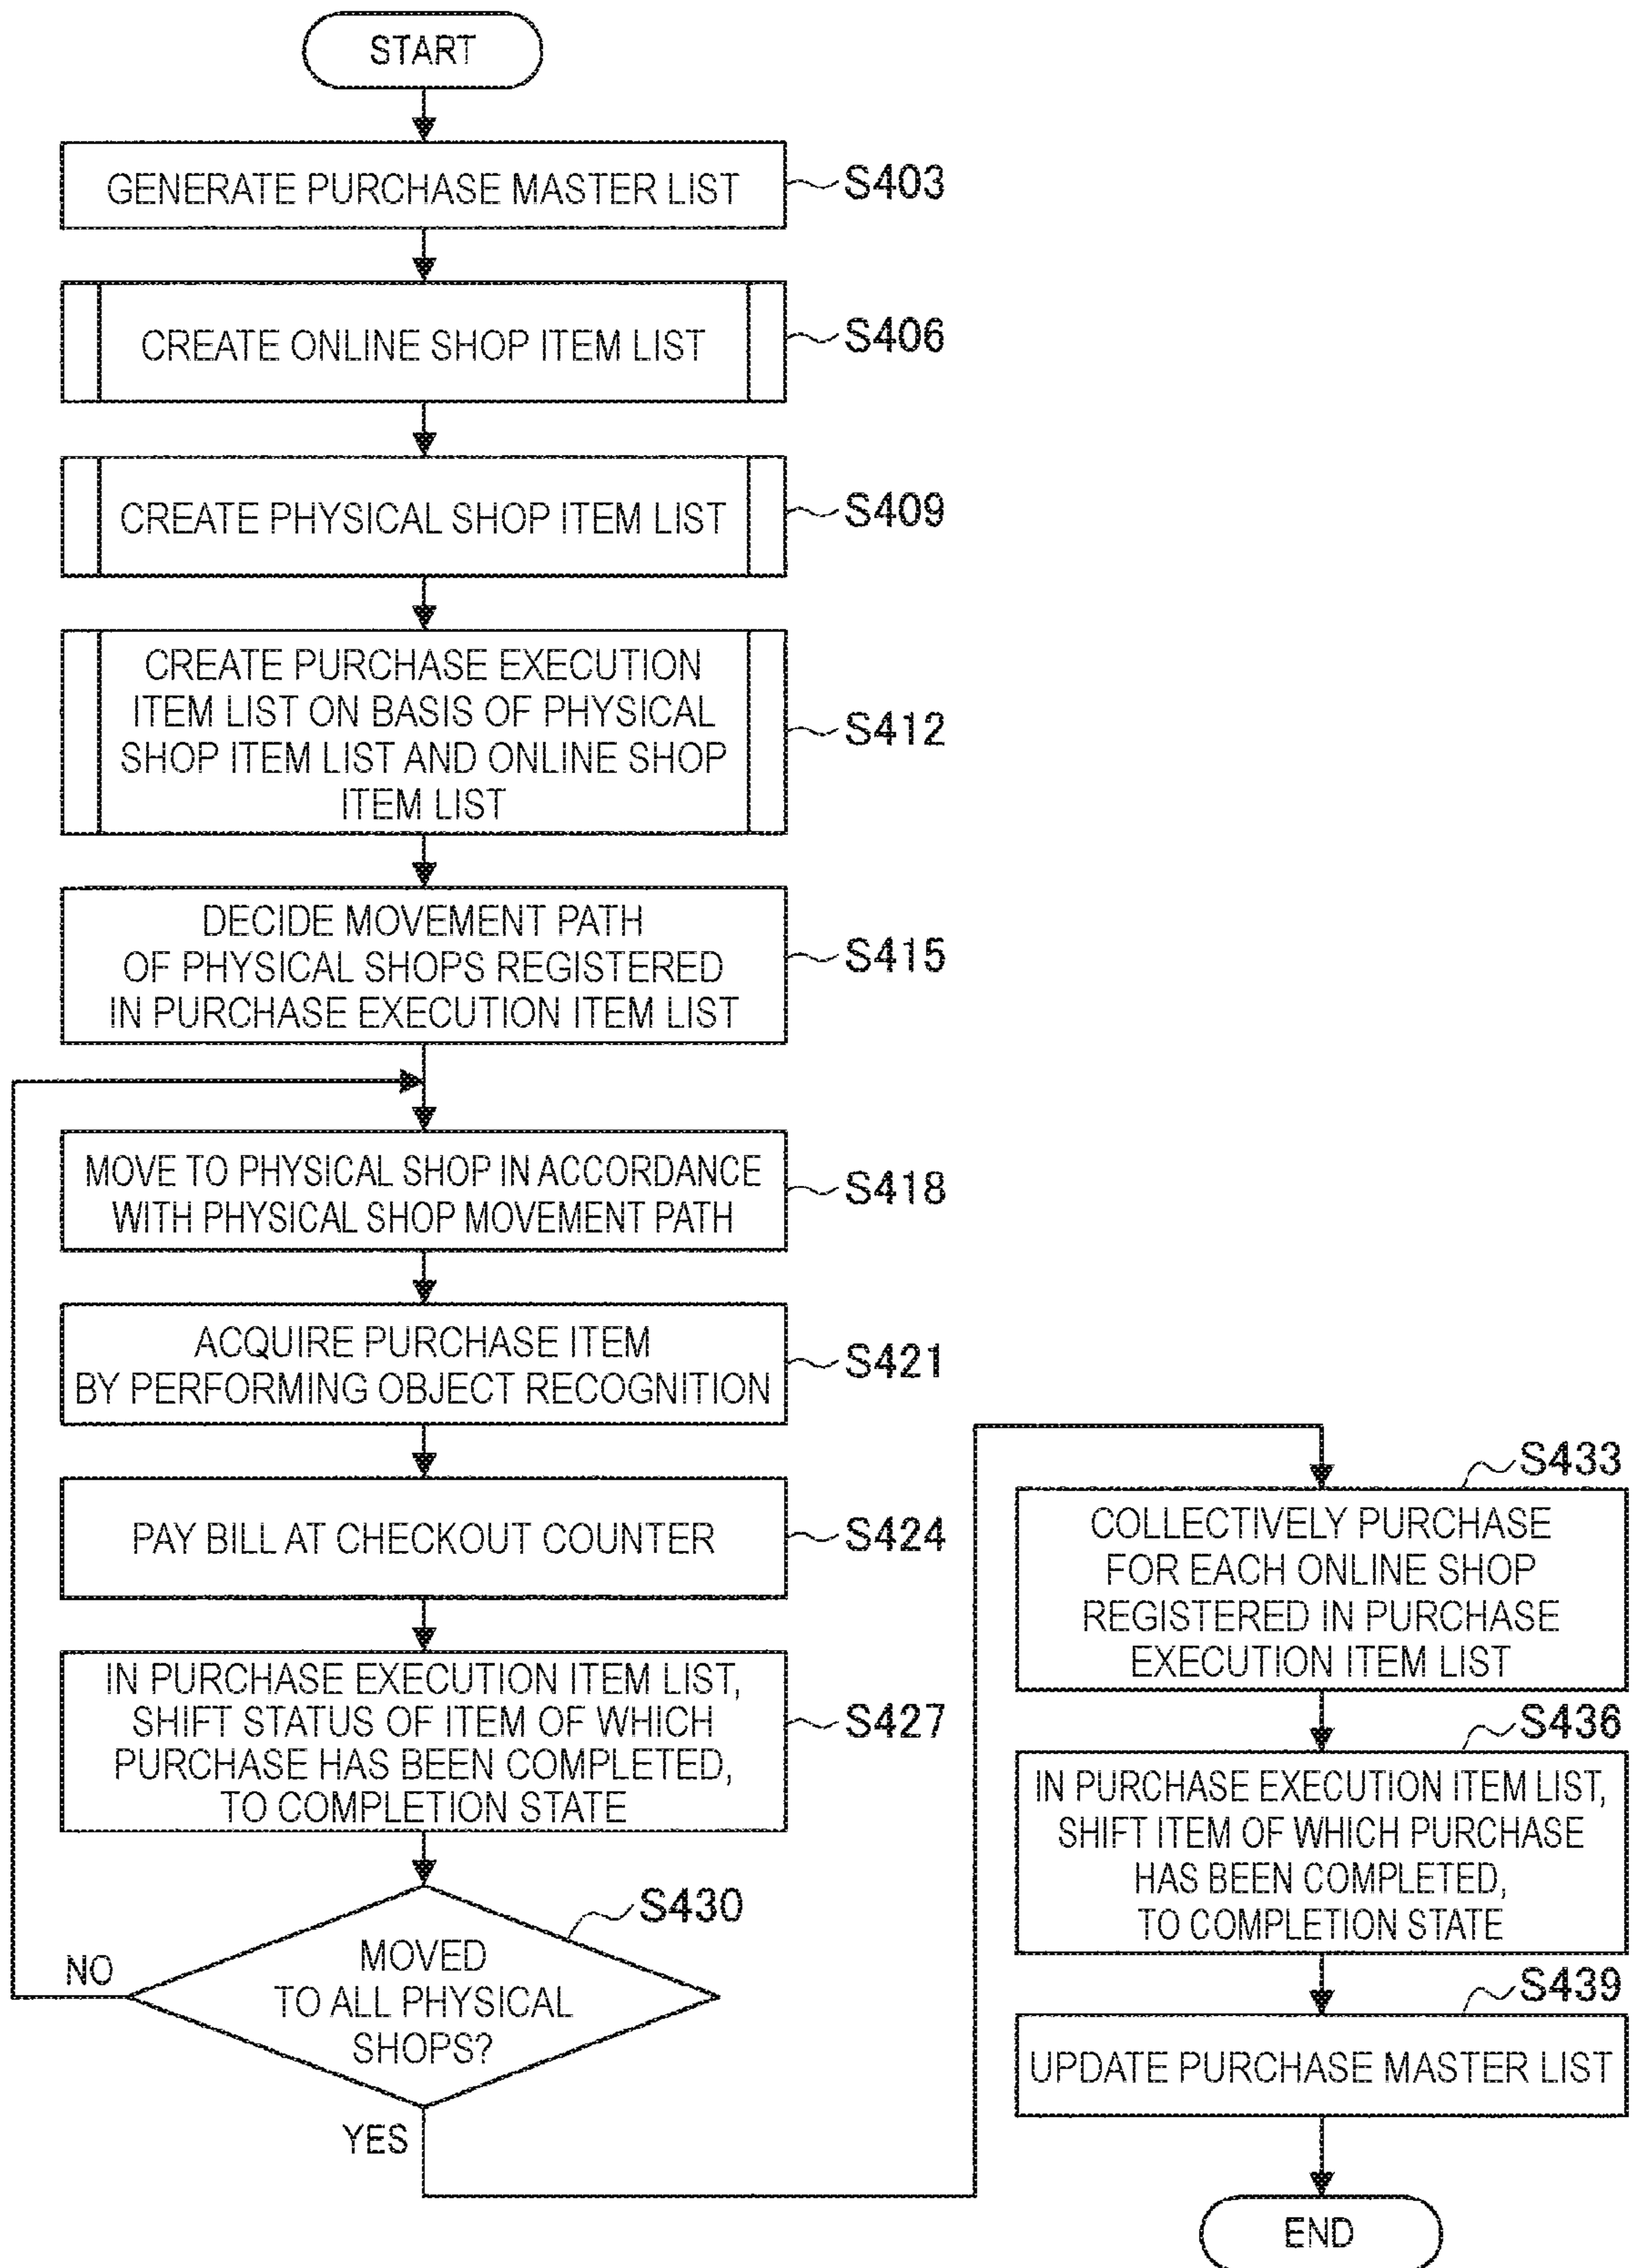 START
GENERATE PURCHASE MASTER LIST
S403
CREATE ONLINE SHOP ITEM LIST
S406
CREATE PHYSICAL SHOP ITEM LIST
S409
CREATE PURCHASE EXECUTION
ITEM LIST ON BASIS OF PHYSICAL
SHOP ITEM LIST AND ONLINE SHOP
ITEM LIST
S412
DECIDE MOVEMENT PATH
OF PHYSICAL SHOPS REGISTERED
IN PURCHASE EXECUTION ITEM LIST
S415
MOVE TO PHYSICAL SHOP IN ACCORDANCE
WITH PHYSICAL SHOP MOVEMENT PATH
S418
ACQUIRE PURCHASE ITEM
BY PERFORMING OBJECT RECOGNITION
S421
PAY BILL AT CHECKOUT COUNTER
S424
IN PURCHASE EXECUTION ITEM LIST,
SHIFT STATUS OF ITEM OF WHICH
PURCHASE HAS BEEN COMPLETED,
TO COMPLETION STATE
S427
S430
MOVED
TO ALL PHYSICAL
SHOPS?
NO
YES
S433
COLLECTIVELY PURCHASE
FOR EACH ONLINE SHOP
REGISTERED IN PURCHASE
EXECUTION ITEM LIST
S436
IN PURCHASE EXECUTION ITEM LIST,
SHIFT ITEM OF WHICH PURCHASE
HAS BEEN COMPLETED,
TO COMPLETION STATE
S439
UPDATE PURCHASE MASTER LIST
END